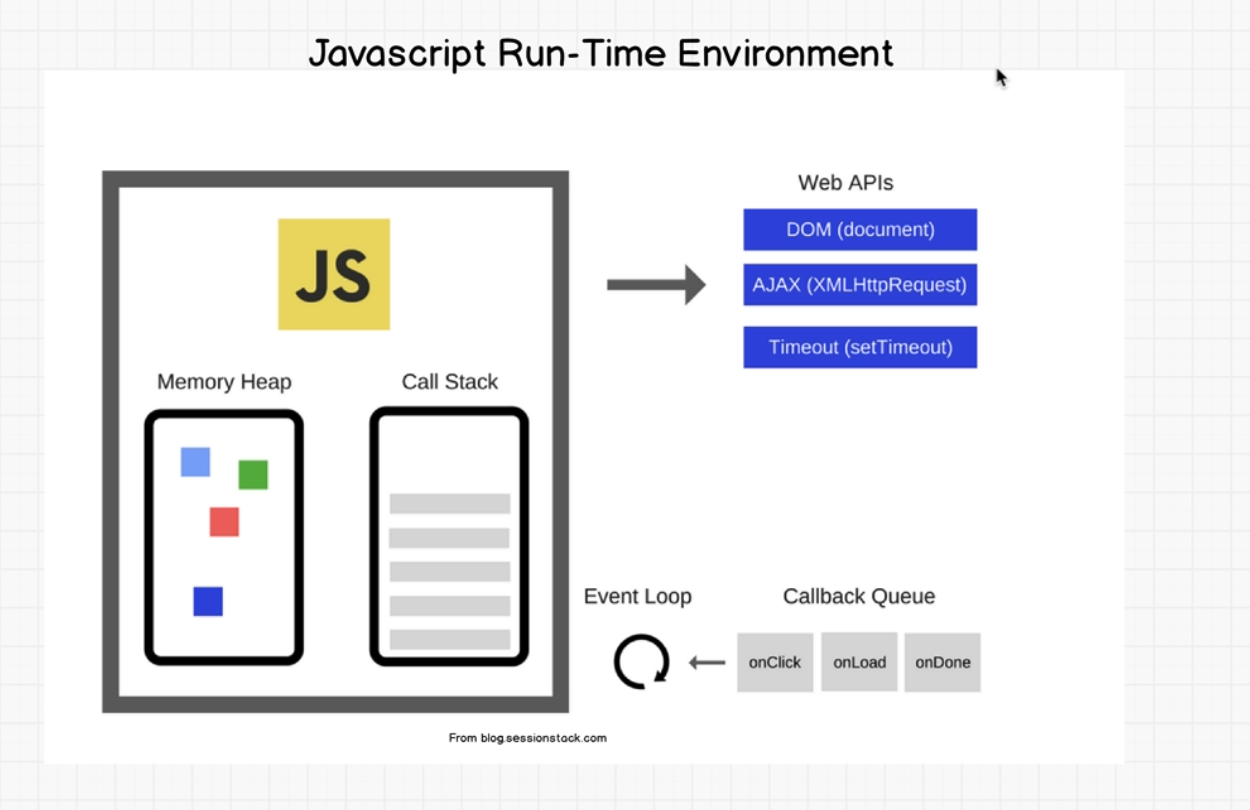 Javascript Run-Time Environment
JS
Memory Heap
Call Stack
Web APIs
DOM (document)
AJAX (XMLHttpRequest)
Timeout (setTimeout)
Event Loop
Callback Queue
onClick
onLoad
onDone
From blog.sessionstack.com